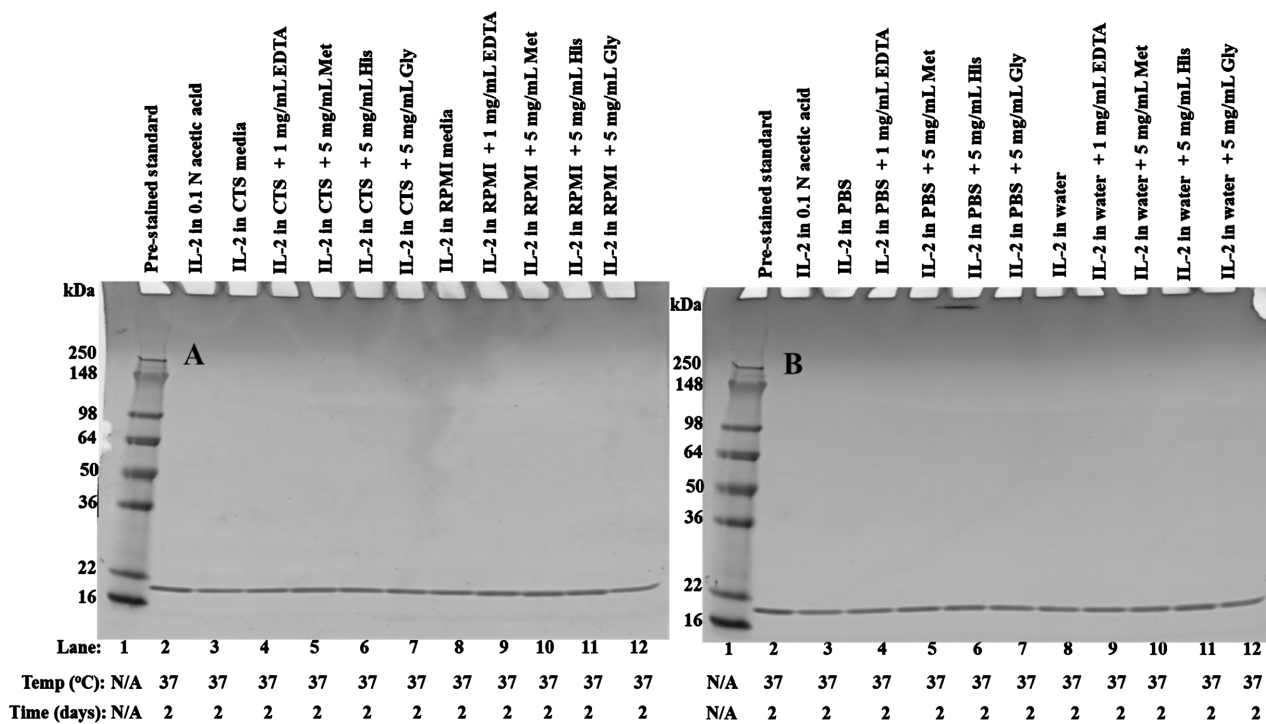 Pre-stained standard
IL-2 in 0.1 N acetic acid
IL-2 in CTS media
IL-2 in CTS + 1 mg/mL EDTA
IL-2 in CTS + 5 mg/mL Met
IL-2 in CTS + 5 mg/mL His
IL-2 in CTS + 5 mg/mL Gly
IL-2 in RPMI media
IL-2 in RPMI + 1 mg/mL EDTA
IL-2 in RPMI + 5 mg/mL Met
IL-2 in RPMI + 5 mg/mL His
IL-2 in RPMI + 5 mg/mL Gly
kDa
250
148
98
64
50
36
22
16
A
Pre-stained standard
IL-2 in 0.1 N acetic acid
IL-2 in PBS
IL-2 in PBS + 1 mg/mL EDTA
IL-2 in PBS + 5 mg/mL Met
IL-2 in PBS + 5 mg/mL His
IL-2 in PBS + 5 mg/mL Gly
IL-2 in water
IL-2 in water + 1 mg/mL EDTA
IL-2 in water + 5 mg/mL Met
IL-2 in water + 5 mg/mL His
IL-2 in water + 5 mg/mL Gly
kDa
250
148
98
64
50
36
22
16
B
Lane: 1 2 3 4 5 6 7 8 9 10 11 12 1 2 3 4 5 6 7 8 9 10 11 12
Temp (°C): N/A 37 37 37 37 37 37 37 37 37 37 37 N/A 37 37 37 37 37 37 37 37 37 37 37
Time (days): N/A 2 2 2 2 2 2 2 2 2 2 2 N/A 2 2 2 2 2 2 2 2 2 2 2